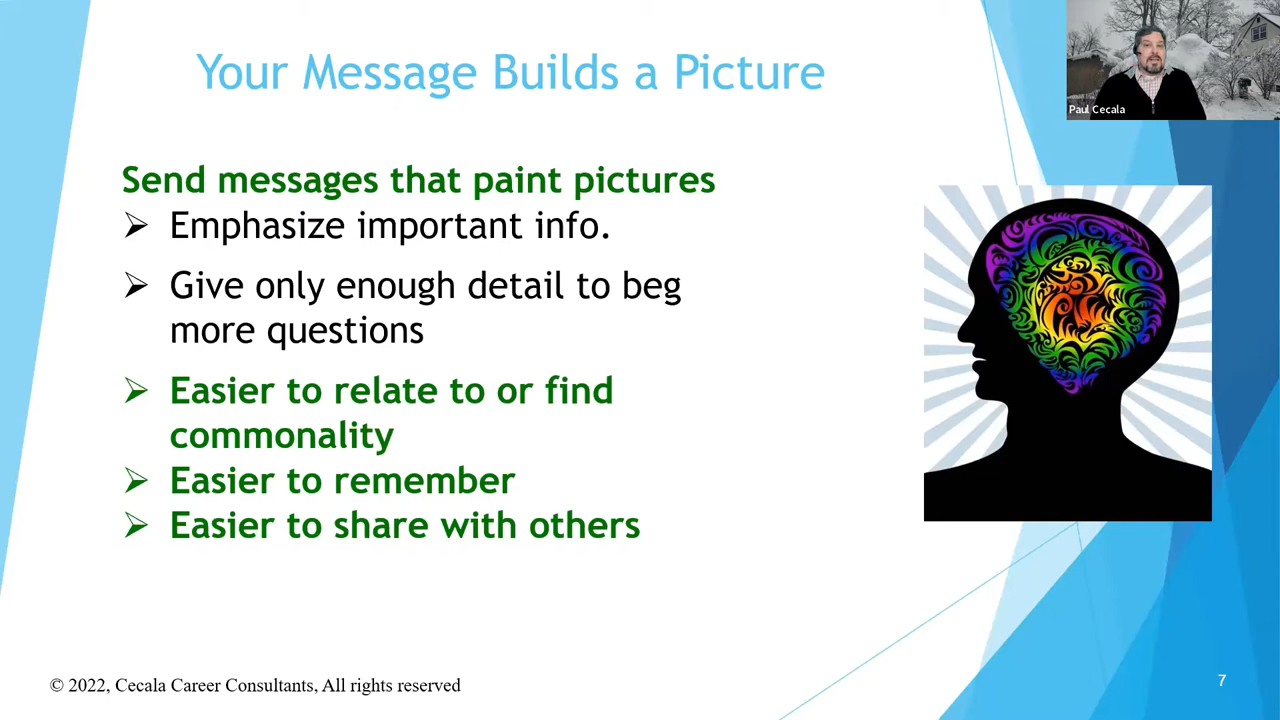 Your Message Builds a Picture
Paul Cecala
Send messages that paint pictures
➢ Emphasize important info.
➢ Give only enough detail to beg
more questions
➢ Easier to relate to or find
commonality
➢ Easier to remember
➢ Easier to share with others
© 2022, Cecala Career Consultants, All rights reserved
7